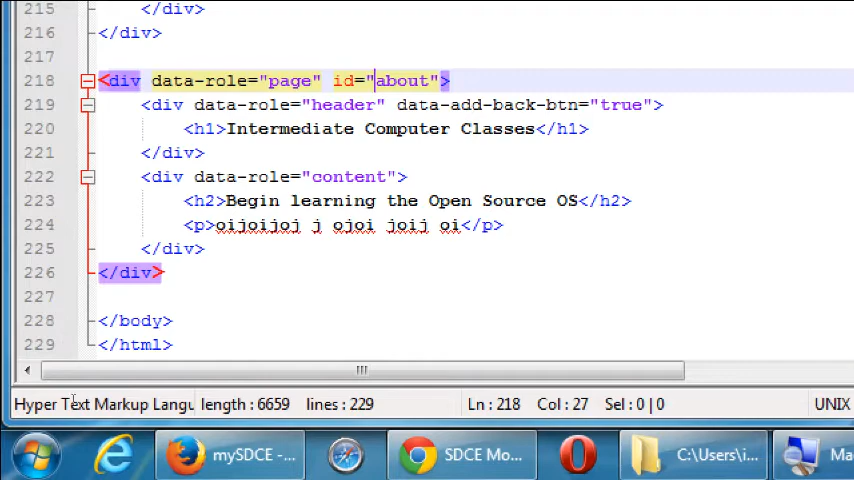 215 </div>
216 </div>
217
218 <div data-role="page" id="about">
219 <div data-role="header" data-add-back-btn="true">
220 <h1>Intermediate Computer Classes</h1>
221 </div>
222 <div data-role="content">
223 <h2>Begin learning the Open Source OS</h2>
224 <p>oijoijoj j ojoi joij oi</p>
225 </div>
226 </div>
227
228 </body>
229 </html>
Hyper Text Markup Langu length : 6659 lines : 229 Ln : 218 Col : 27 Sel : 0 | 0 UNIX
mySDCE - ... SDCE Mo... C:\Users\i... Ma